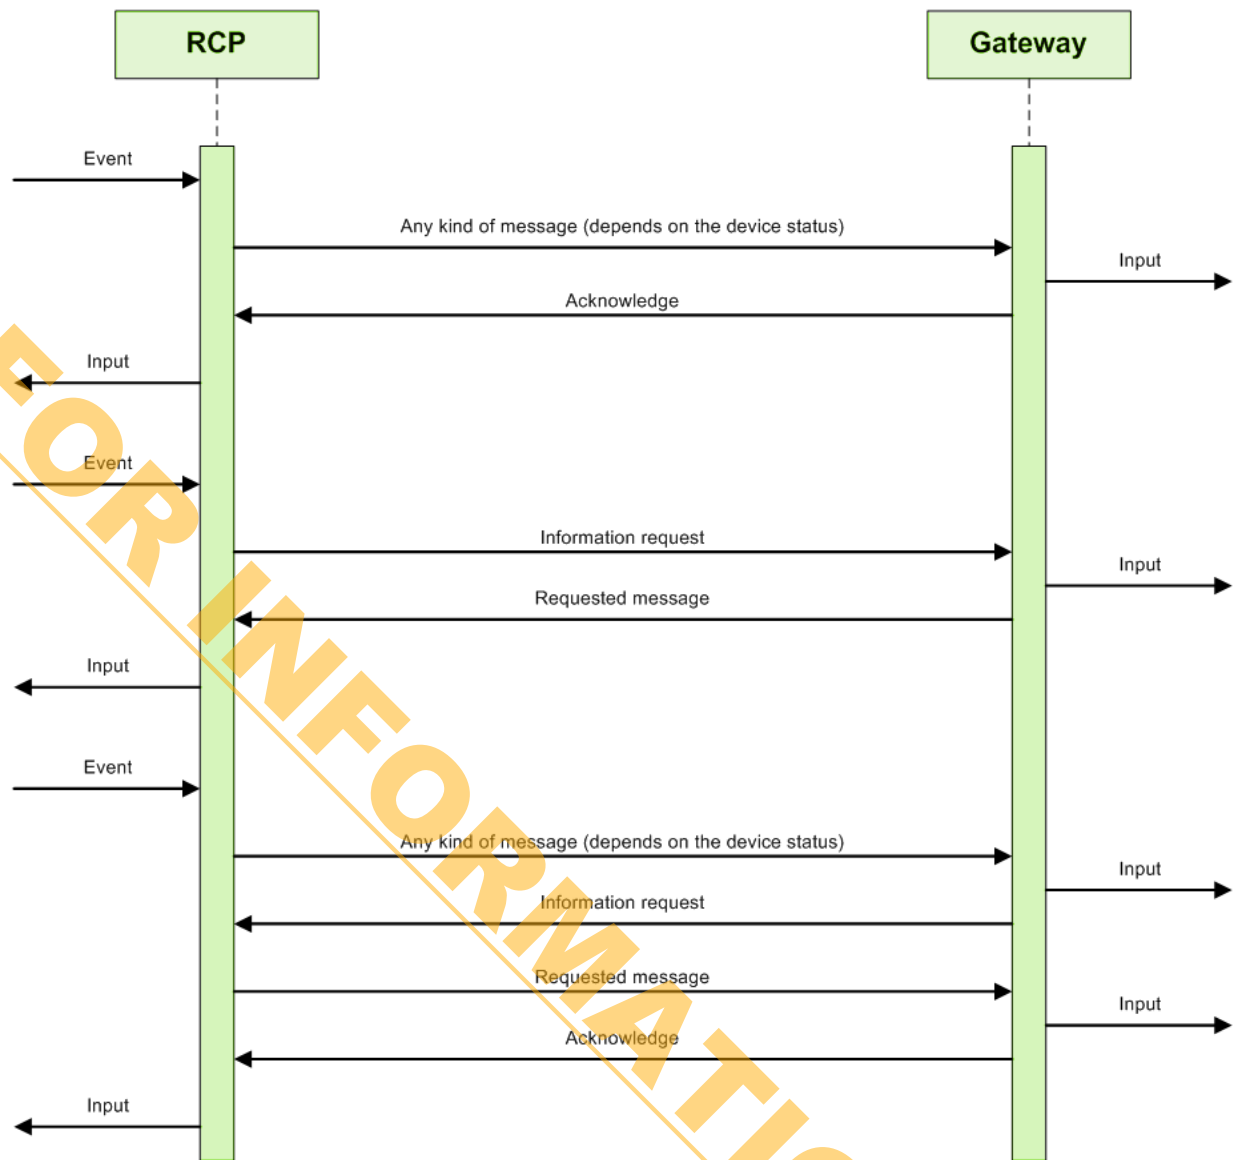 RCP
Gateway
Event
Any kind of message (depends on the device status)
Input
Acknowledge
Input
Event
Information request
Input
Requested message
Input
Event
Any kind of message (depends on the device status)
Input
Information request
Requested message
Input
Acknowledge
Input
FOR INFORMATIO